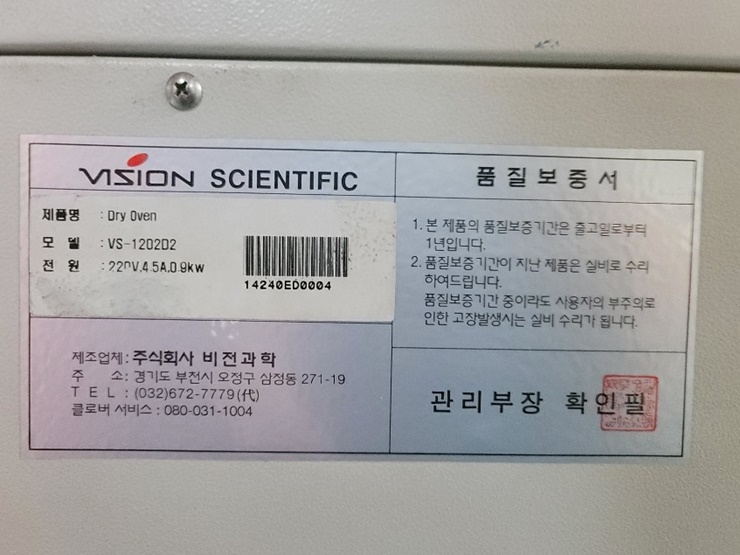 VISION SCIENTIFIC
제품명 : Dry Oven
모 델 : VS-1202D2
전 원 : 220V,4.5A,0.9kW
14240ED0004
제조업체 : 주식회사 비전과학
주 소 : 경기도 부천시 오정구 삼정동 271-19
T E L : (032)672-7779(代)
클로버 서비스 : 080-031-1004
품질보증서
1. 본 제품의 품질보증기간은 출고일로부터
1년입니다.
2. 품질보증기간이 지난 제품은 실비로 수리
하여드립니다.
품질보증기간 중이라도 사용자의 부주의로
인한 고장발생시는 실비 수리가 됩니다.
관리부장 확인필